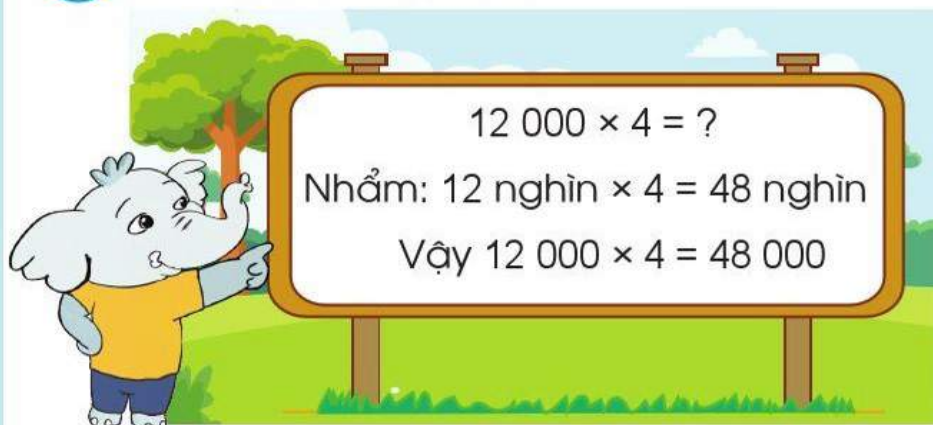 12 000 × 4 = ?
Nhẩm: 12 nghìn × 4 = 48 nghìn
Vậy 12 000 × 4 = 48 000